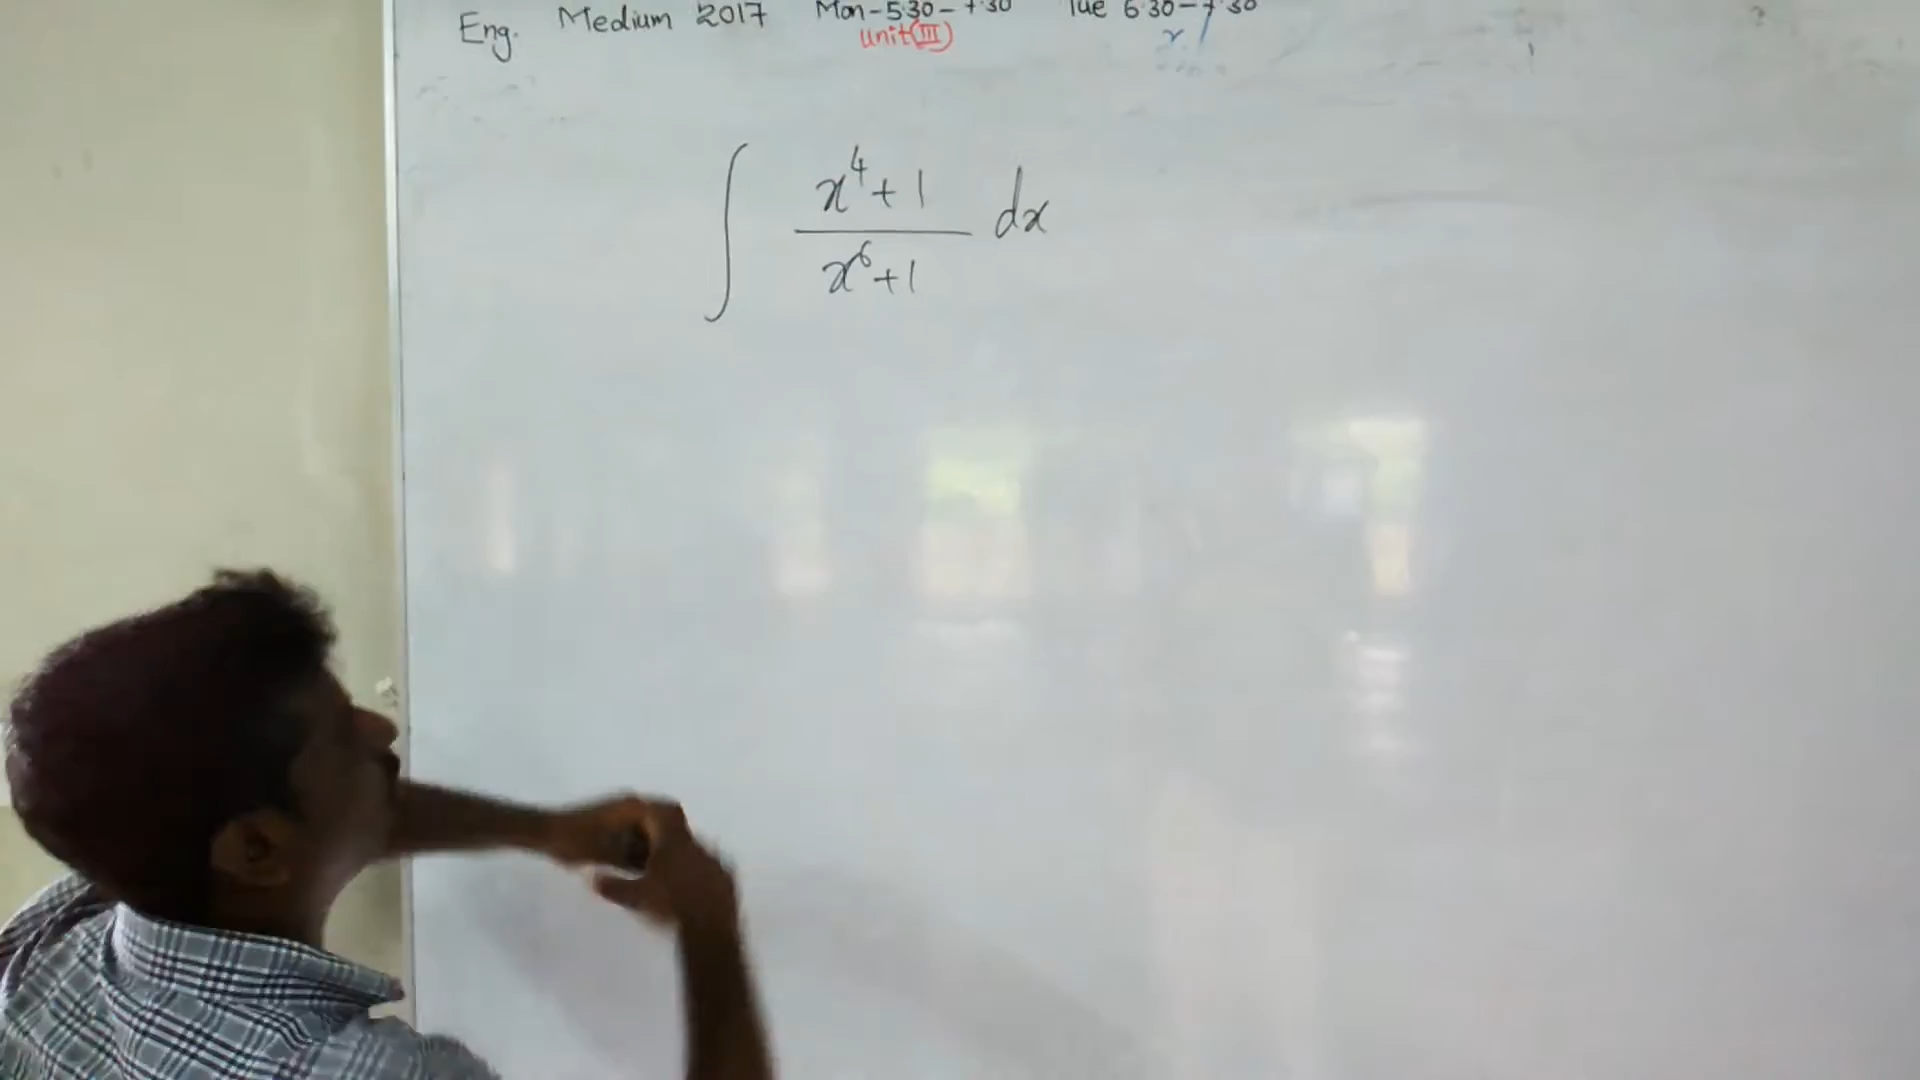 Eng. Medium 2017 Mon-5.30-7.30 Tue 6.30-7.30
Unit (III)
∫ x⁴+1 / x⁶+1 dx